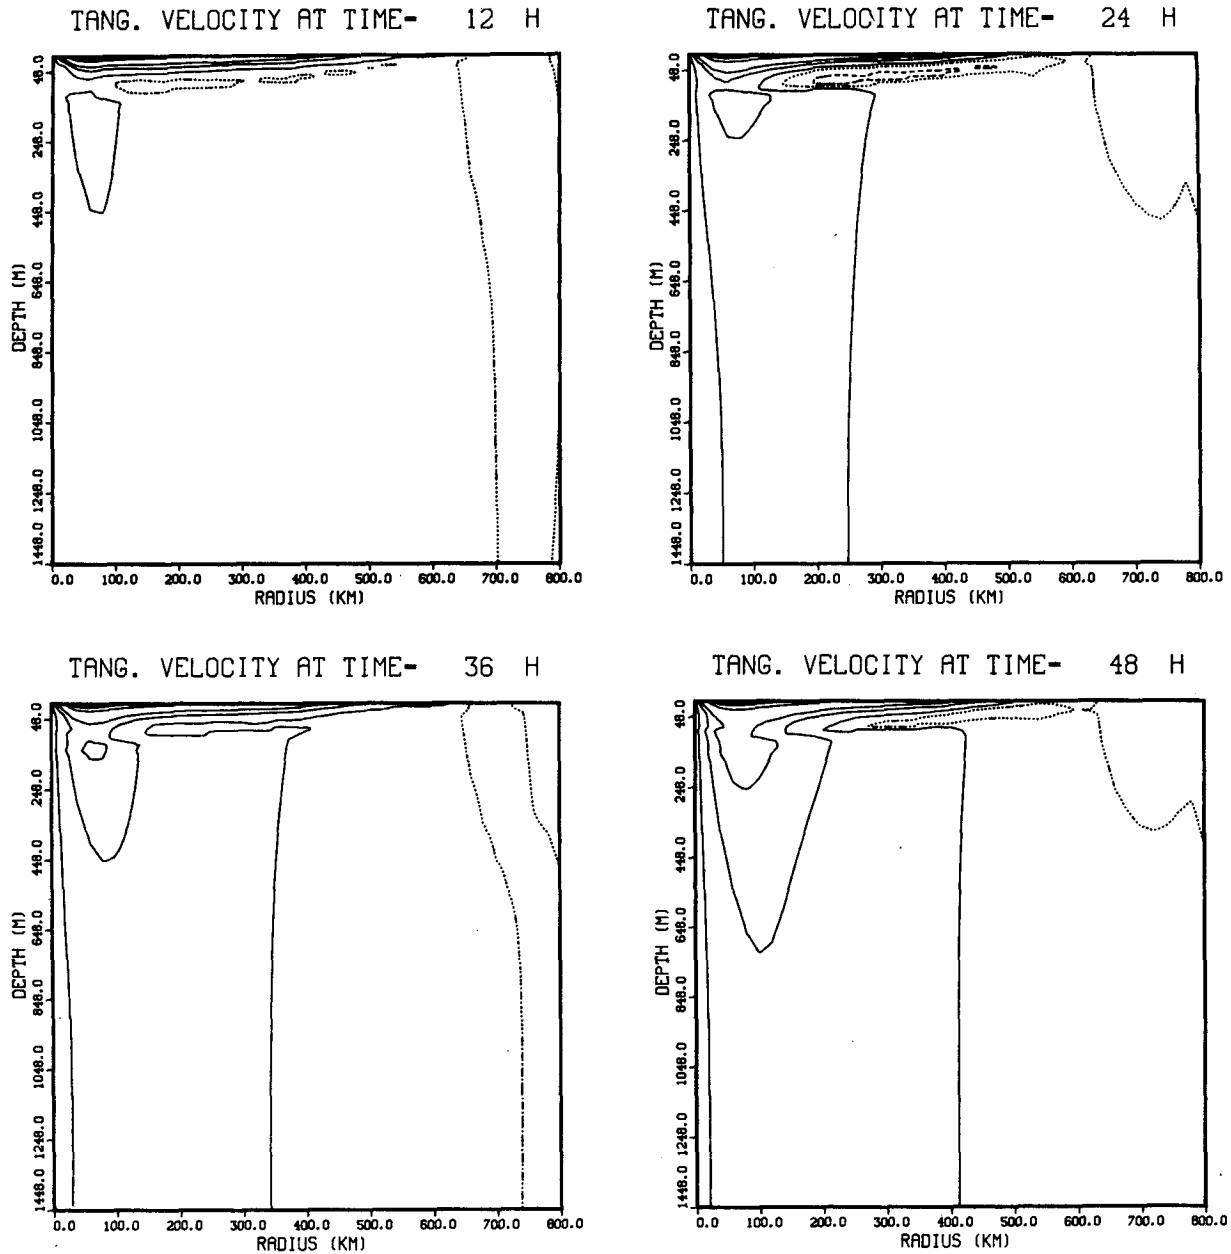 TANG. VELOCITY AT TIME- 12 H
DEPTH (M)
48.0
248.0
448.0
648.0
848.0
1048.0
1248.0
1448.0
0.0 100.0 200.0 300.0 400.0 500.0 600.0 700.0 800.0
RADIUS (KM)
TANG. VELOCITY AT TIME- 24 H
DEPTH (M)
48.0
248.0
448.0
648.0
848.0
1048.0
1248.0
1448.0
0.0 100.0 200.0 300.0 400.0 500.0 600.0 700.0 800.0
RADIUS (KM)
TANG. VELOCITY AT TIME- 36 H
DEPTH (M)
48.0
248.0
448.0
648.0
848.0
1048.0
1248.0
1448.0
0.0 100.0 200.0 300.0 400.0 500.0 600.0 700.0 800.0
RADIUS (KM)
TANG. VELOCITY AT TIME- 48 H
DEPTH (M)
48.0
248.0
448.0
648.0
848.0
1048.0
1248.0
1448.0
0.0 100.0 200.0 300.0 400.0 500.0 600.0 700.0 800.0
RADIUS (KM)